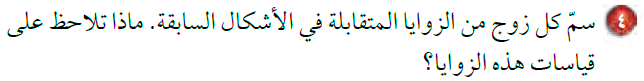 ٤ سمّ كل زوج من الزوايا المتقابلة في الأشكال السابقة. ماذا تلاحظ على
قياسات هذه الزوايا؟